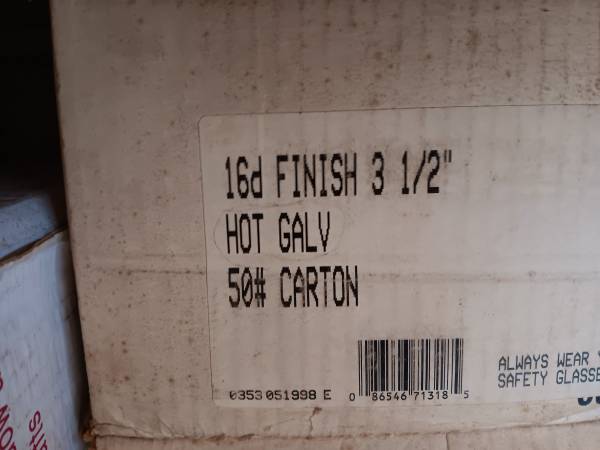 16d FINISH 3 1/2"
HOT GALV
50# CARTON
ALWAYS WEAR
SAFETY GLASSE
0353 051998 E
0 86546 71318 5